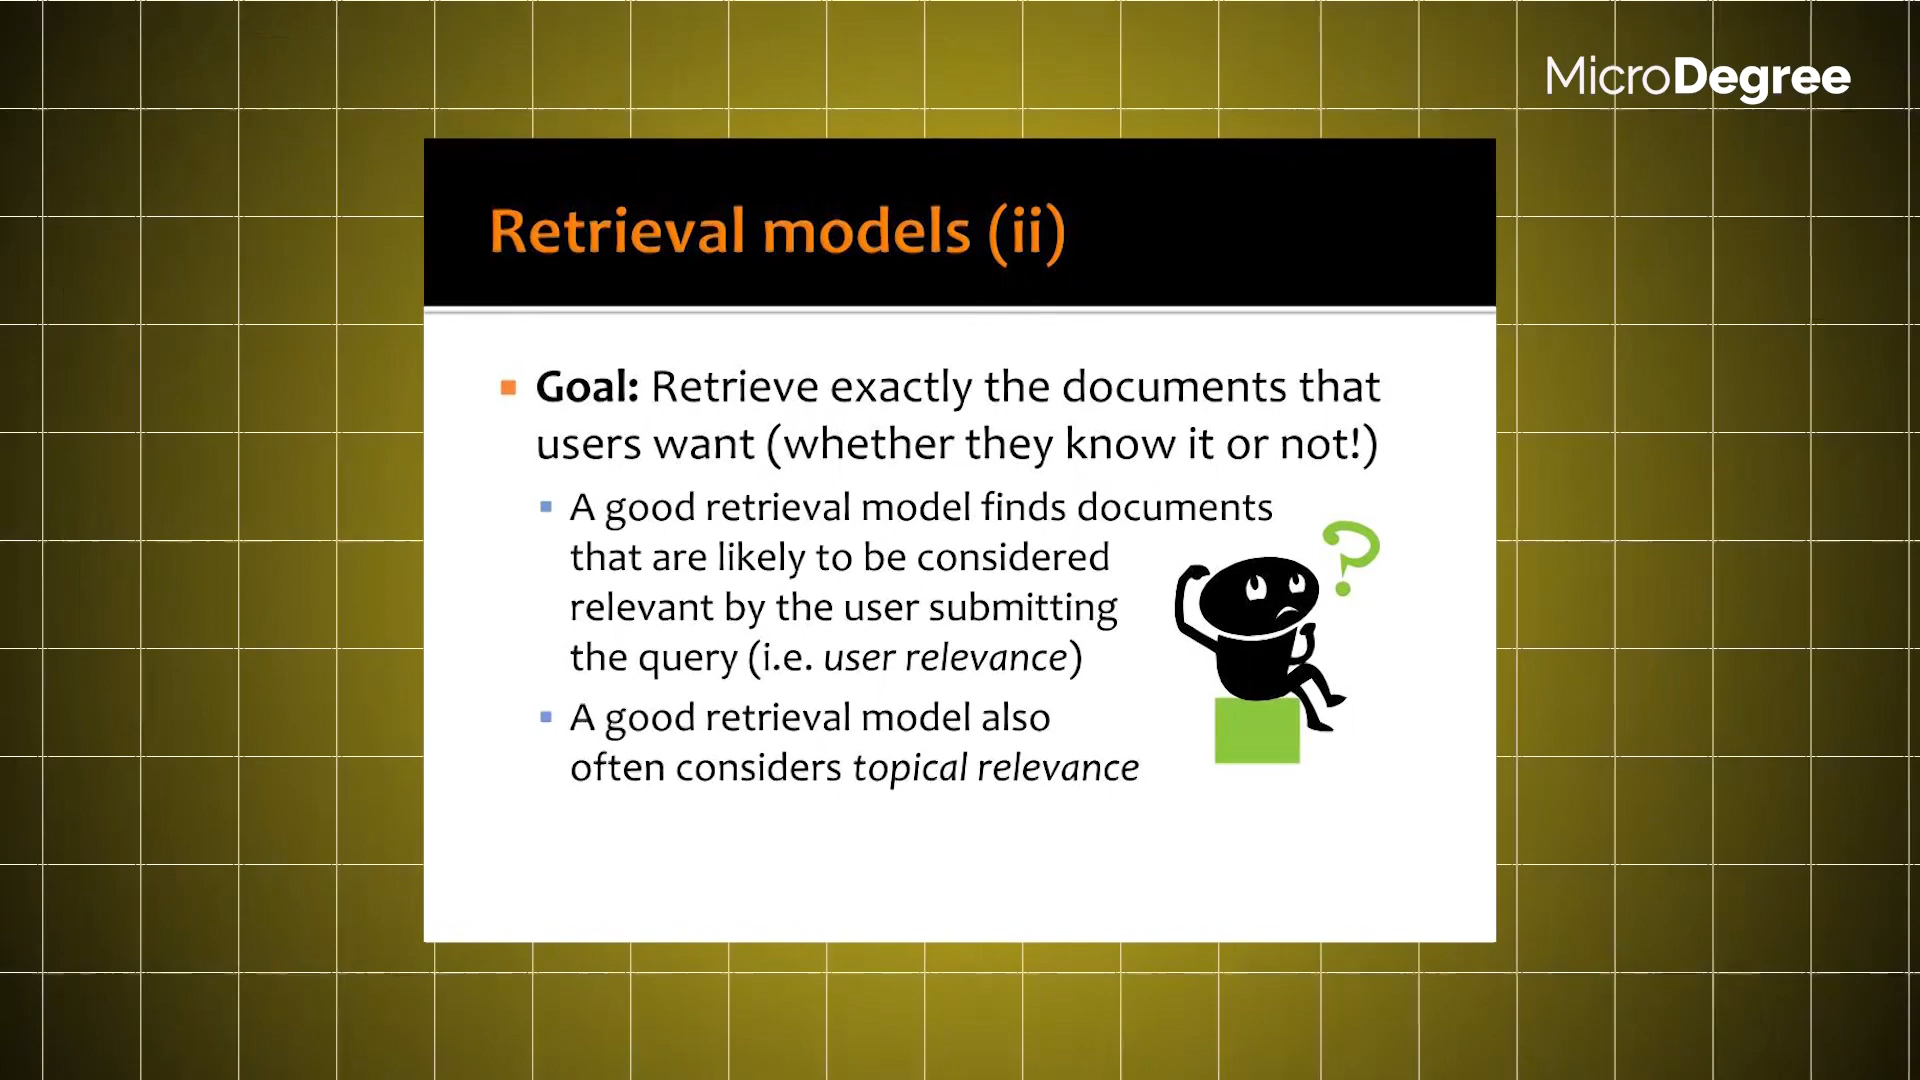 MicroDegree
Retrieval models (ii)
Goal: Retrieve exactly the documents that
users want (whether they know it or not!)
A good retrieval model finds documents
that are likely to be considered
relevant by the user submitting
the query (i.e. user relevance)
A good retrieval model also
often considers topical relevance
?